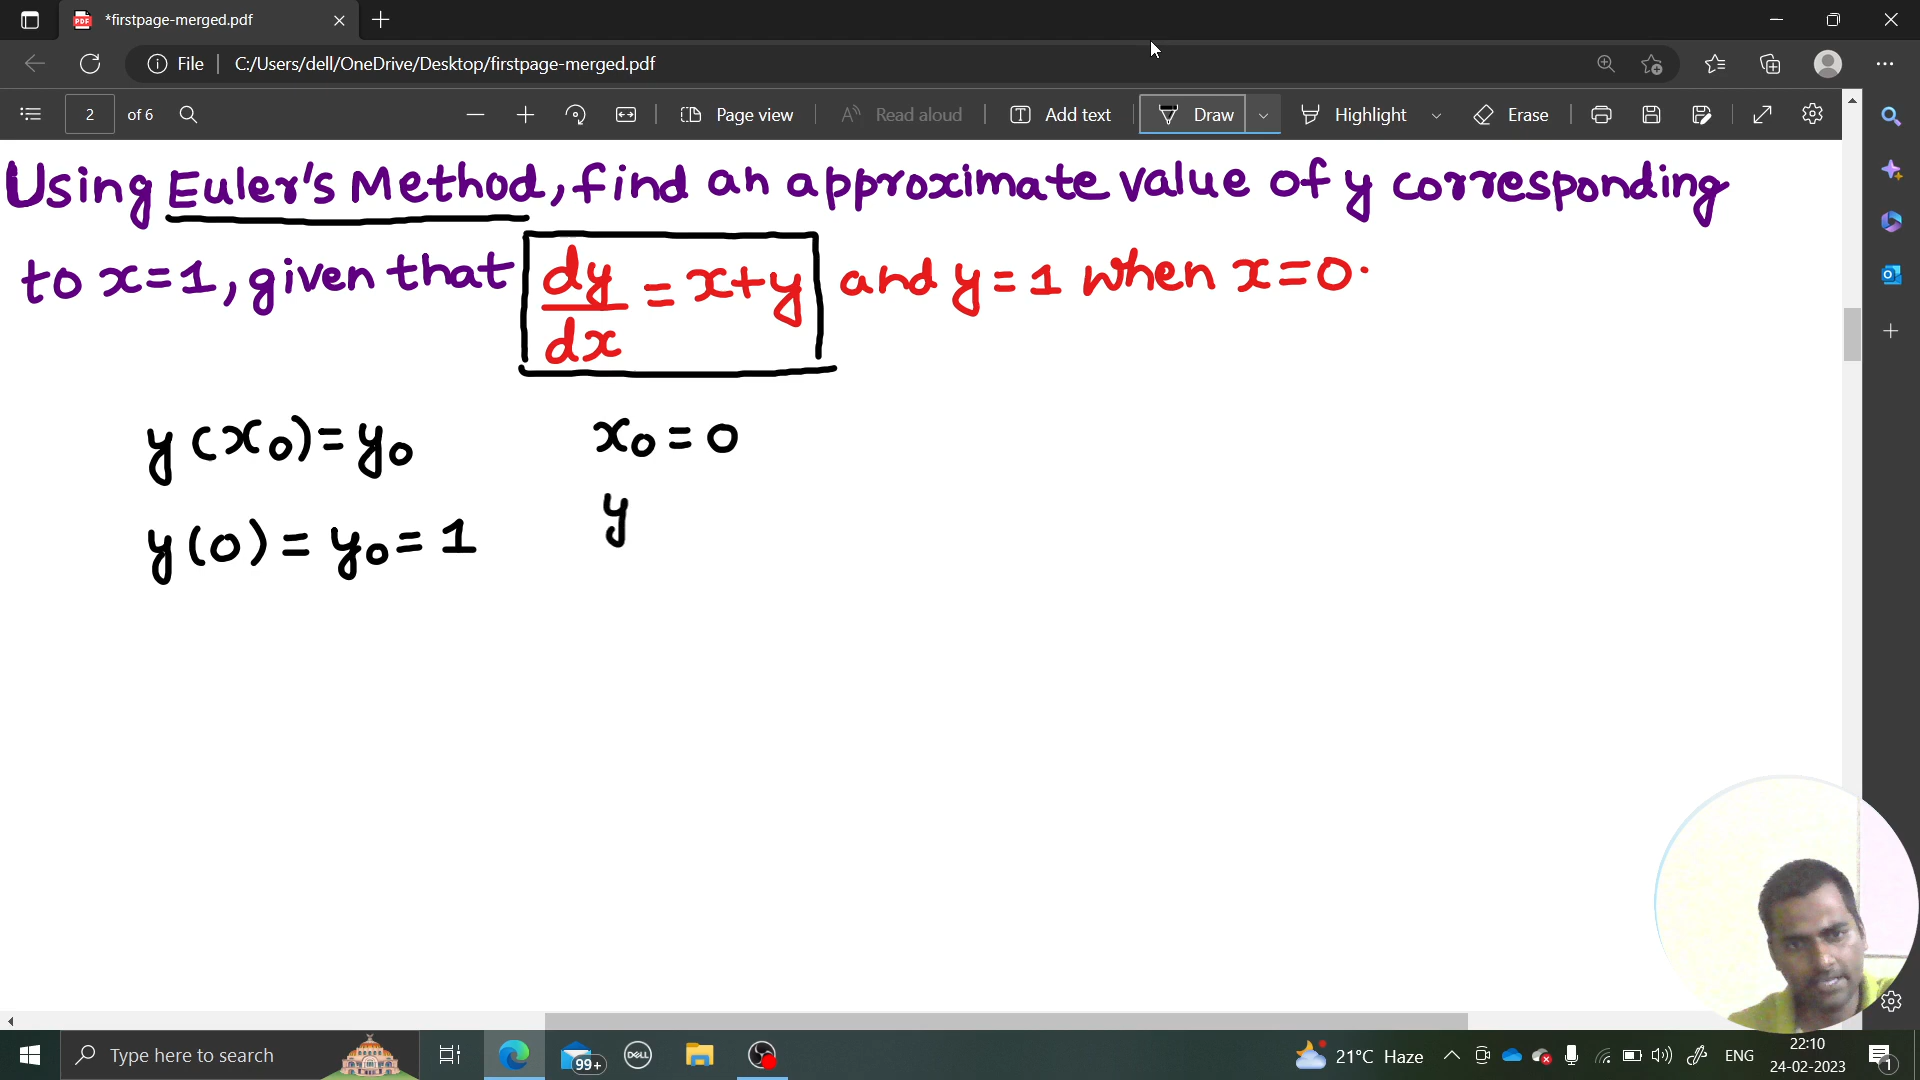 *firstpage-merged.pdf
File C:/Users/dell/OneDrive/Desktop/firstpage-merged.pdf
2 of 6 Page view Read aloud Add text Draw Highlight Erase
Using Euler's Method, find an approximate value of y corresponding
to x=1, given that dy/dx = x+y and y=1 when x=0.
y(x₀)=y₀ x₀=0
y
y(0)=y₀=1
Type here to search 99+ DELL 21°C Haze ENG 22:10
24-02-2023 1